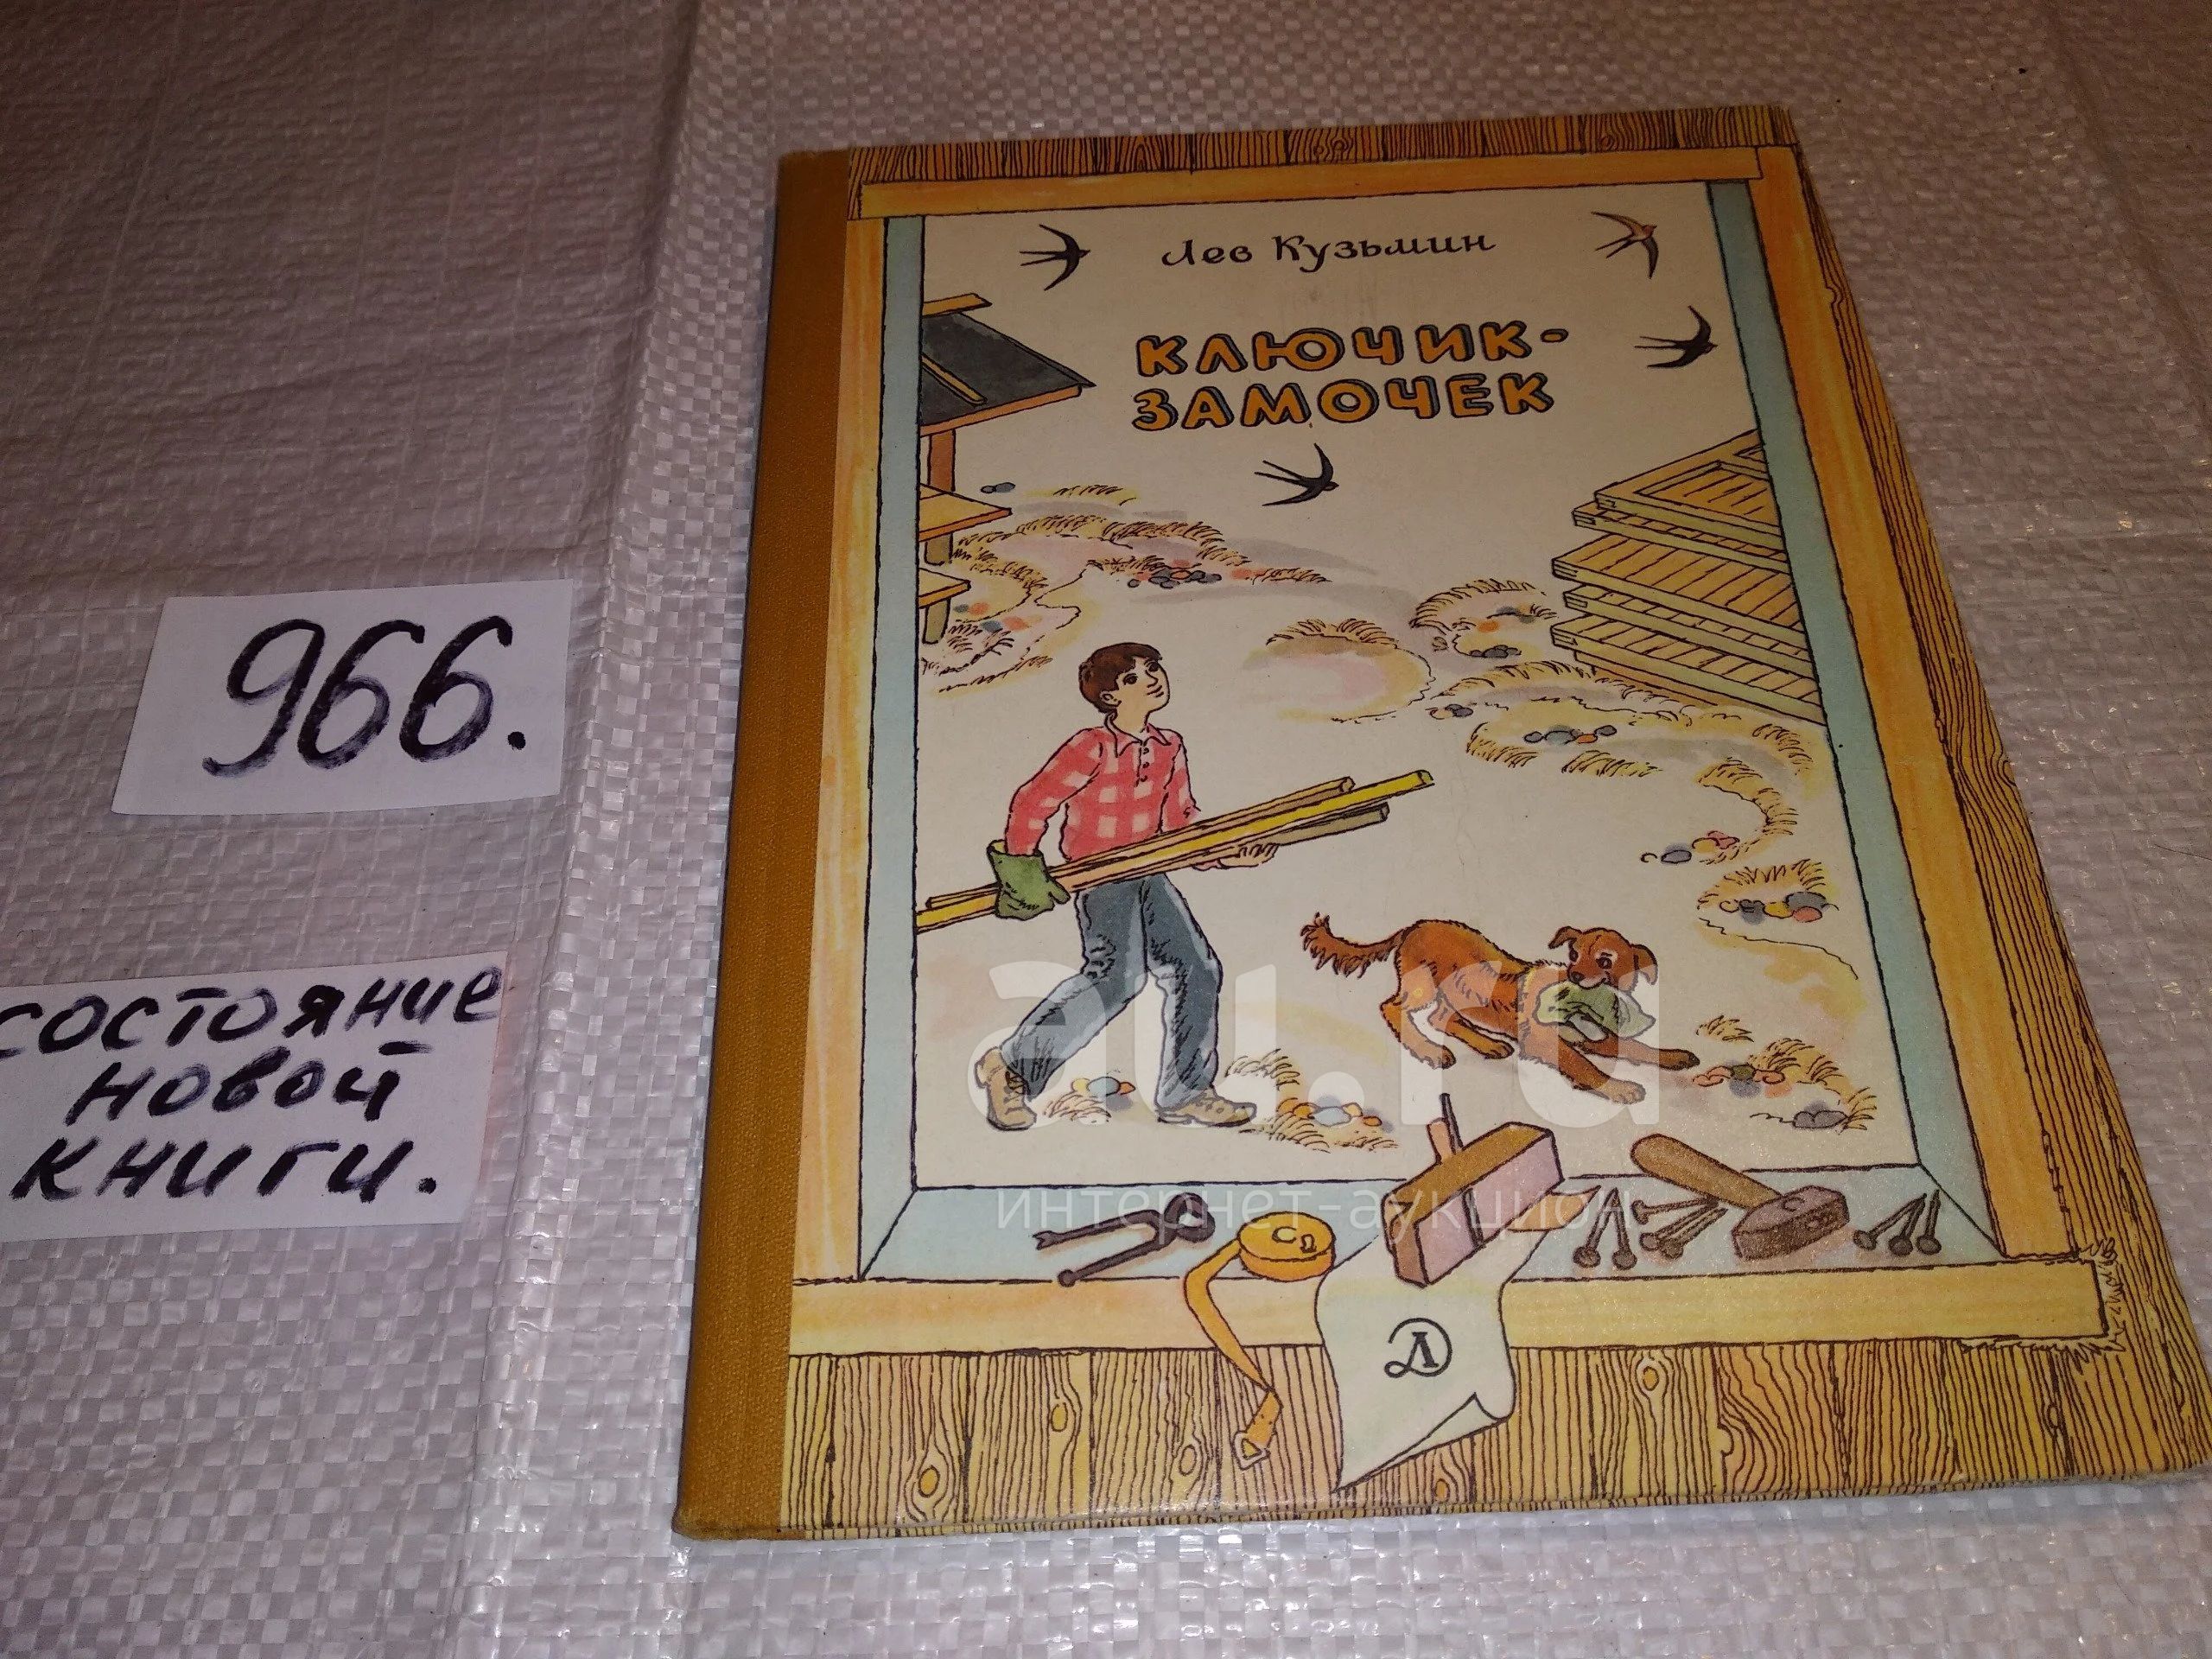 Лев Кузьмин
КЛЮЧИК-
ЗАМОЧЕК
966.
состояние
новой
книги.
au.ru
интернет-аукцион
Д